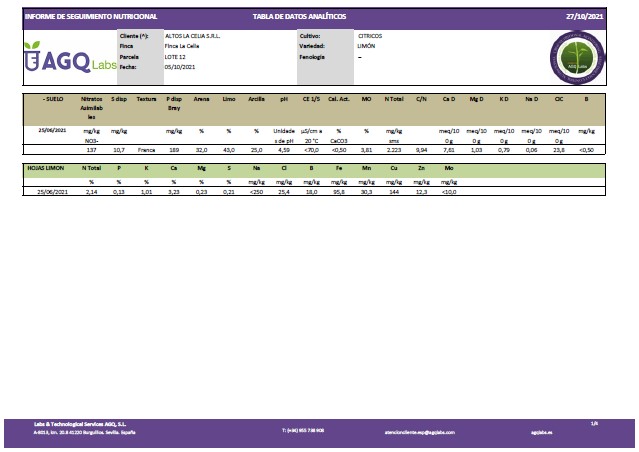 INFORME DE SEGUIMIENTO NUTRICIONAL TABLA DE DATOS ANALÍTICOS 27/10/2021
AGQ Labs
Cliente (^): ALTOS LA CELIA S.R.L. Cultivo: CITRICOS
Finca Finca La Celia Variedad: LIMÓN
Parcela LOTE 12 Fenología --
Fecha: 05/10/2021
- SUELO Nitratos Asimilables S disp Textura P disp Bray Arena Limo Arcilla pH CE 1/5 Cal. Act. MO N Total C/N Ca D Mg D K D Na D CIC B
25/06/2021 mg/kg NO3- mg/kg mg/kg % % % Unidades de pH µS/cm a 20 °C % CaCO3 % mg/kg sms meq/100 g meq/100 g meq/100 g meq/100 g meq/100 g mg/kg
137 10,7 Franca 189 32,0 43,0 25,0 4,59 <70,0 <0,50 3,81 2.223 9,94 7,61 1,03 0,79 0,06 23,8 <0,50
HOJAS LIMON N Total P K Ca Mg S Na Cl B Fe Mn Cu Zn Mo
% % % % % % mg/kg mg/kg mg/kg mg/kg mg/kg mg/kg mg/kg mg/kg
25/06/2021 2,14 0,13 1,01 3,23 0,23 0,21 <250 25,4 18,0 95,8 30,3 144 12,3 <10,0
Labs & Technological Services AGQ, S.L. 1/4
A-8013, km. 20.8 41220 Burguillos, Sevilla. España T: (+34) 955 738 908 atencioncliente.esp@agqlabs.com agqlabs.es